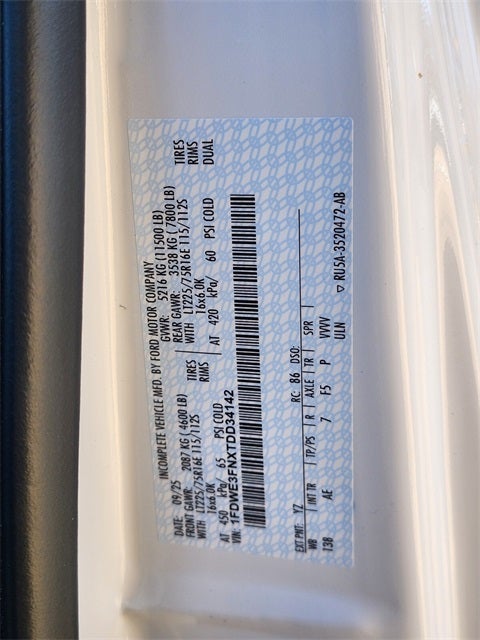 INCOMPLETE VEHICLE MFD. BY FORD MOTOR COMPANY
DATE: 09/25 GVWR: 5216 KG (11500 LB)
FRONT GAWR: 2087 KG (4600 LB) REAR GAWR: 3538 KG (7800 LB)
WITH LT225/75R16E 115/112S TIRES WITH LT225/75R16E 115/112S TIRES
16x6.0K RIMS 16x6.0K RIMS
AT 450 kPa/ 65 PSI COLD AT 420 kPa/ 60 PSI COLD DUAL
VIN: 1FDWE3FNXTDD34142
EXT PNT: YZ RC: 86 DSO:
WB INT TR TP/PS R AXLE TR SPR
138 AE 7 F5 P VVVV
ULN
▽ RU5A-3520472-AB